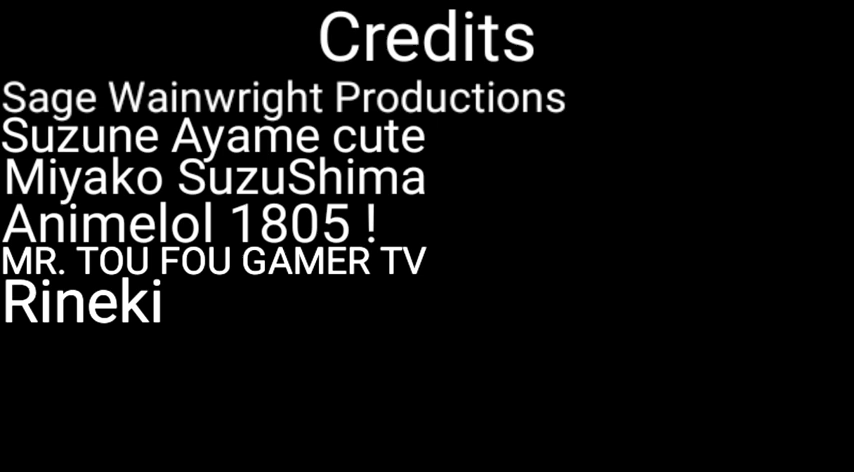 Credits
Sage Wainwright Productions
Suzune Ayame cute
Miyako SuzuShima
Animelol 1805 !
MR. TOU FOU GAMER TV
Rineki